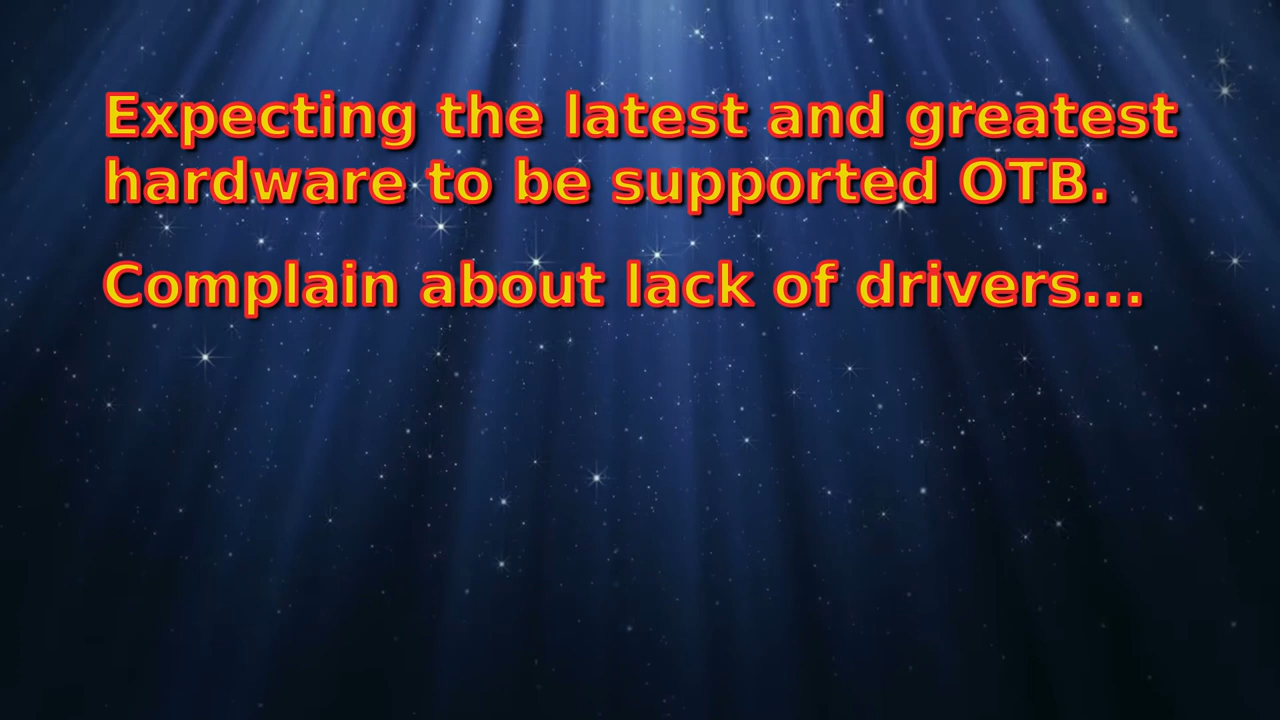 Expecting the latest and greatest
hardware to be supported OTB.
Complain about lack of drivers...